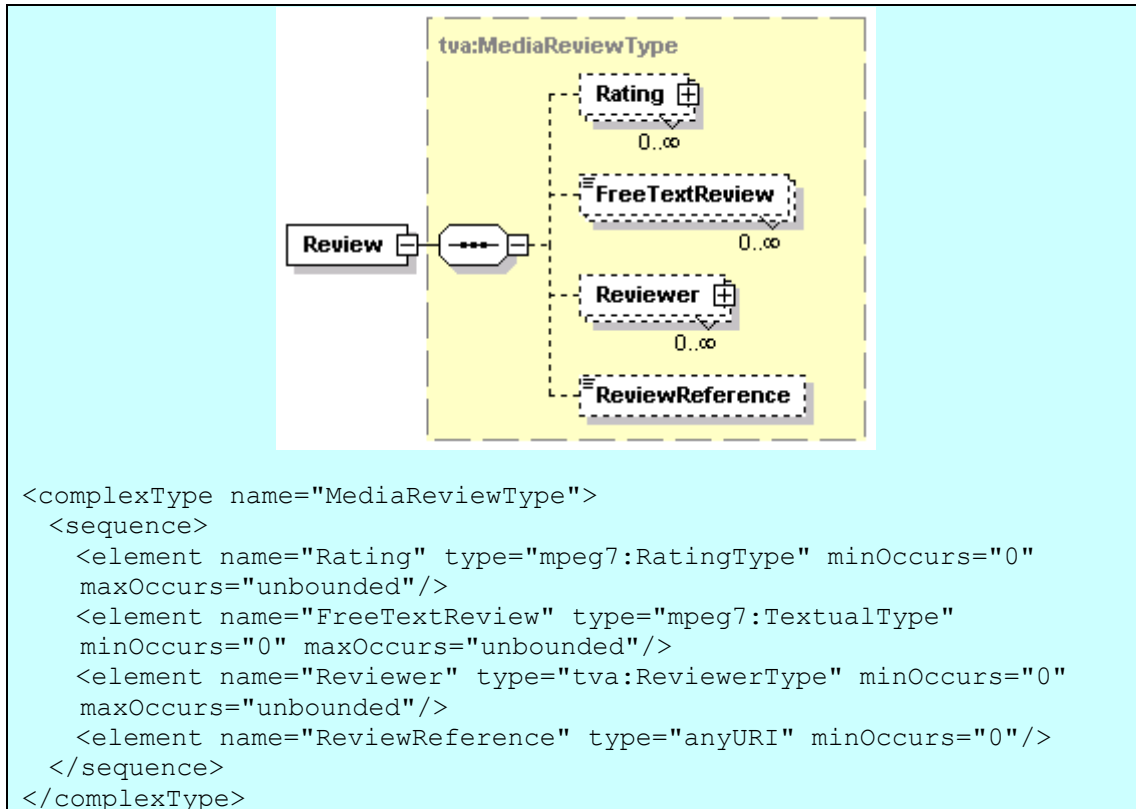 tva:MediaReviewType
Rating
0..∞
FreeTextReview
0..∞
Review
Reviewer
0..∞
ReviewReference
<complexType name="MediaReviewType">
<sequence>
<element name="Rating" type="mpeg7:RatingType" minOccurs="0"
maxOccurs="unbounded"/>
<element name="FreeTextReview" type="mpeg7:TextualType"
minOccurs="0" maxOccurs="unbounded"/>
<element name="Reviewer" type="tva:ReviewerType" minOccurs="0"
maxOccurs="unbounded"/>
<element name="ReviewReference" type="anyURI" minOccurs="0"/>
</sequence>
</complexType>